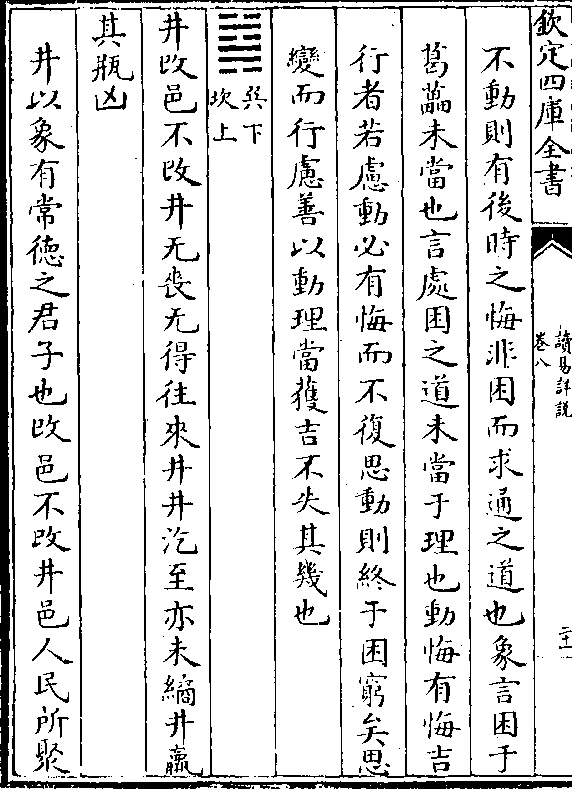 欽定四庫全書
讀易詳說
卷八
二十一
不動則有後時之悔非困而求通之道也象言困于
葛藟未當也言處困之道未當于理也動悔有悔吉
行者若慮動必有悔而不復思動則終于困窮矣思
變而行慮善以動理當獲吉不失其幾也
䷯巽下
坎上
井改邑不改井无喪无得往來井井汔至亦未繘井羸
其瓶凶
井以象有常德之君子也改邑不改井邑人民所聚